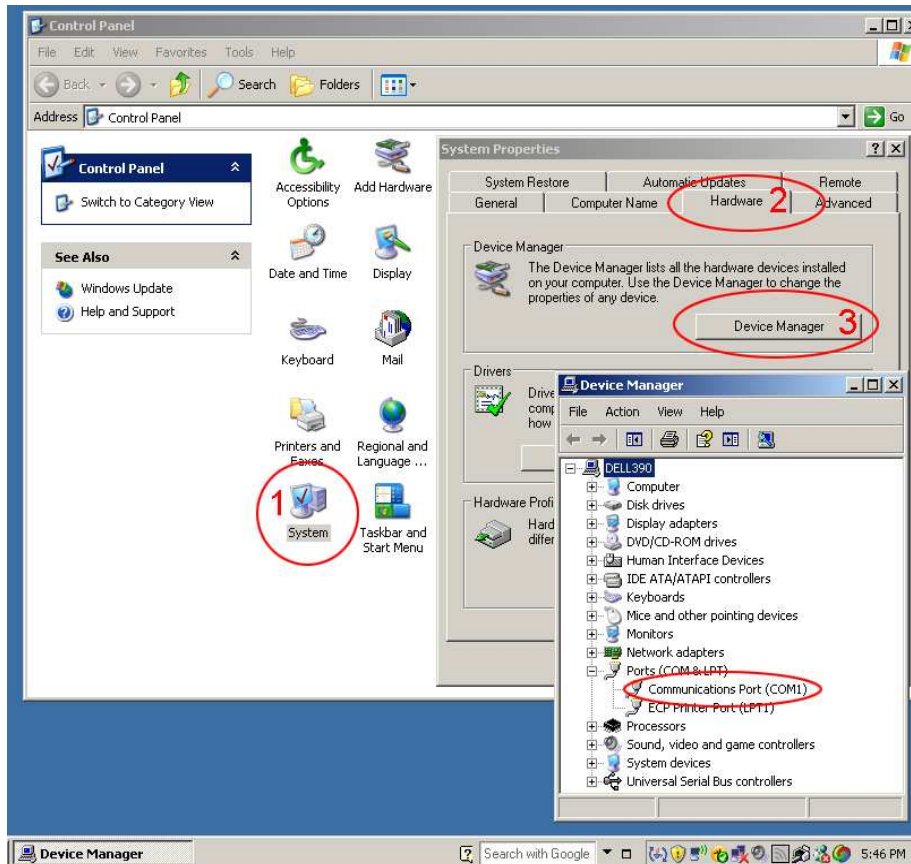 Control Panel
File Edit View Favorites Tools Help
Back Search Folders
Address Control Panel Go
Control Panel
Switch to Category View
See Also
Windows Update
Help and Support
Accessibility Options
Add Hardware
Date and Time
Display
Keyboard
Mail
Printers and Faxes
Regional and Language ...
1
System
Taskbar and Start Menu
System Properties
System Restore Automatic Updates Remote
General Computer Name Hardware 2 Advanced
Device Manager
The Device Manager lists all the hardware devices installed
on your computer. Use the Device Manager to change the
properties of any device.
Device Manager 3
Drivers
Drive
comp
how
Hardware Profi
Hard
differ
Device Manager
File Action View Help
DELL390
Computer
Disk drives
Display adapters
DVD/CD-ROM drives
Human Interface Devices
IDE ATA/ATAPI controllers
Keyboards
Mice and other pointing devices
Monitors
Network adapters
Ports (COM & LPT)
Communications Port (COM1)
ECP Printer Port (LPT1)
Processors
Sound, video and game controllers
System devices
Universal Serial Bus controllers
Device Manager
Search with Google
5:46 PM